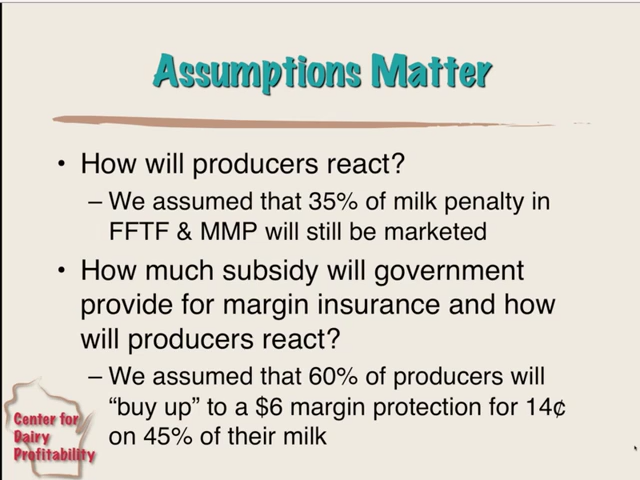 Assumptions Matter
• How will producers react?
– We assumed that 35% of milk penalty in
FFTF & MMP will still be marketed
• How much subsidy will government
provide for margin insurance and how
will producers react?
– We assumed that 60% of producers will
“buy up” to a $6 margin protection for 14¢
on 45% of their milk
Center for
Dairy
Profitability